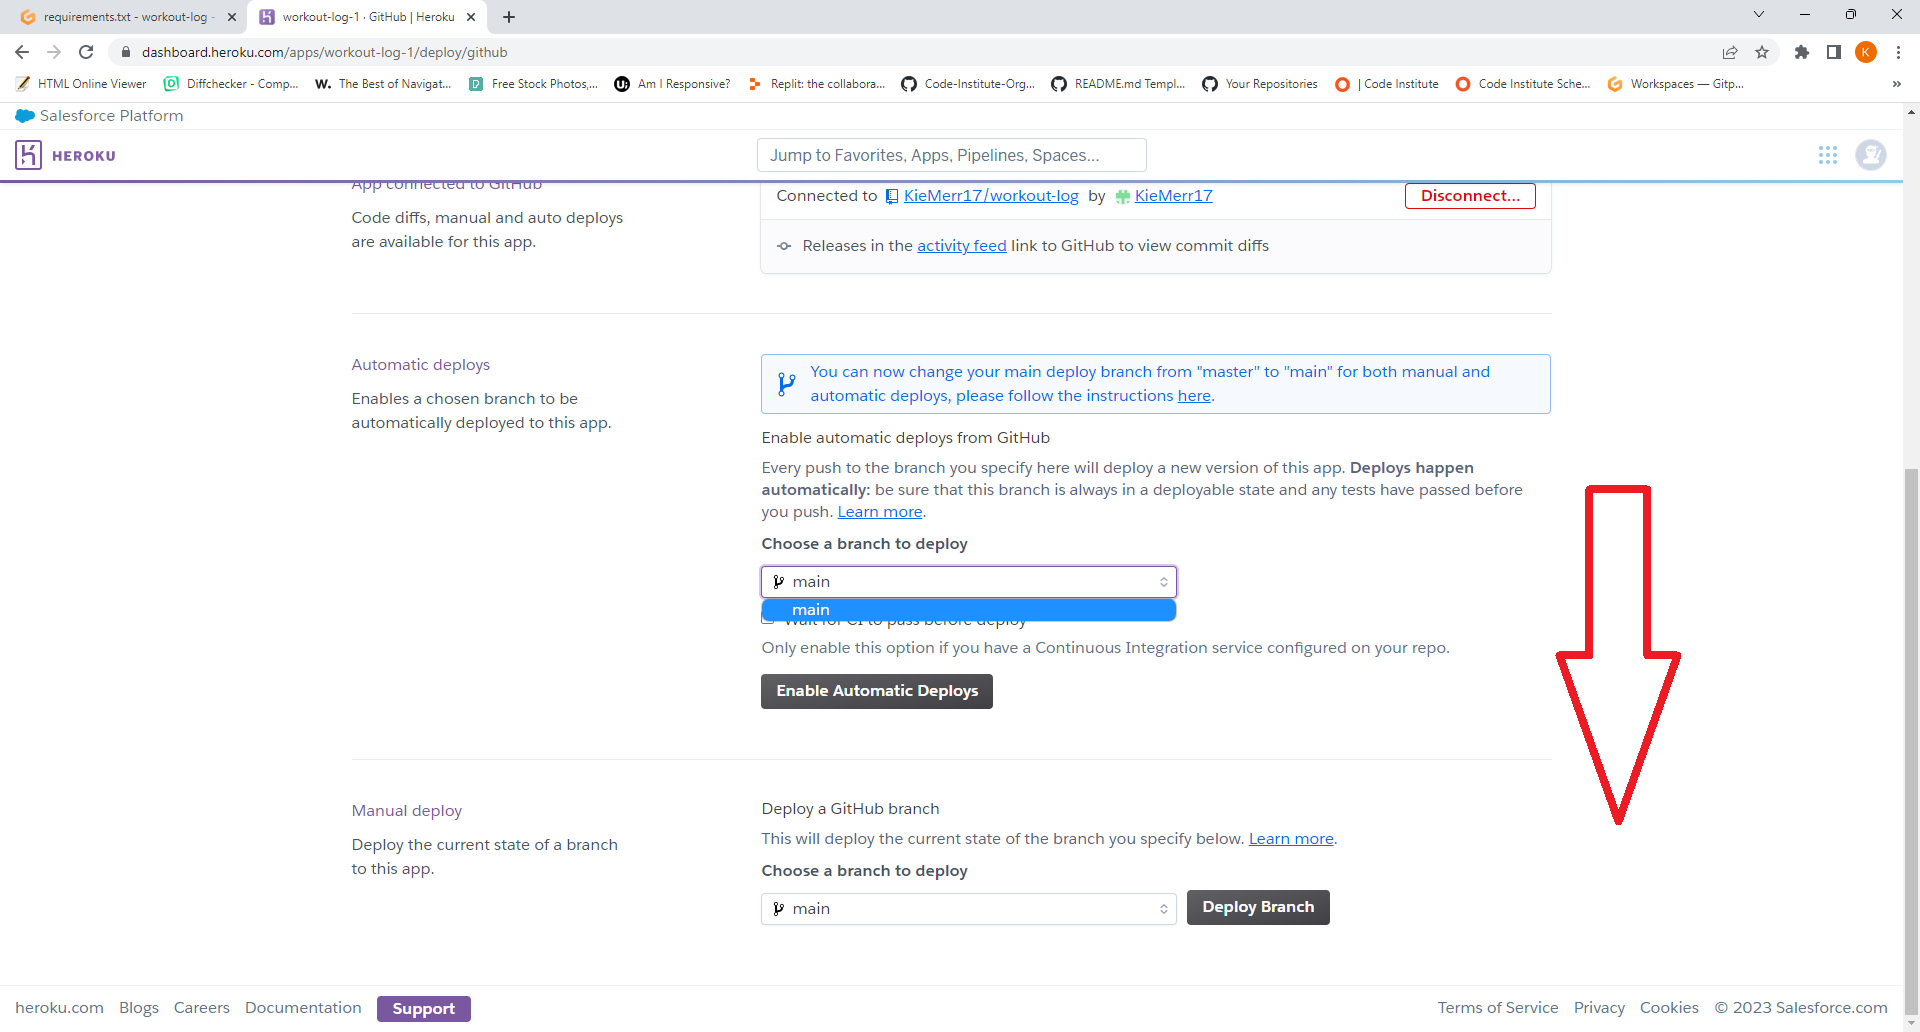 requirements.txt - workout-log -
workout-log-1 · GitHub | Heroku
dashboard.heroku.com/apps/workout-log-1/deploy/github
K
HTML Online Viewer
Diffchecker - Comp...
The Best of Navigat...
Free Stock Photos,...
Am I Responsive?
Replit: the collabora...
Code-Institute-Org...
README.md Templ...
Your Repositories
| Code Institute
Code Institute Sche...
Workspaces — Gitp...
»
Salesforce Platform
HEROKU
Jump to Favorites, Apps, Pipelines, Spaces...
App connected to GitHub
Code diffs, manual and auto deploys
are available for this app.
Connected to KieMerr17/workout-log by KieMerr17
Disconnect...
Releases in the activity feed link to GitHub to view commit diffs
Automatic deploys
Enables a chosen branch to be
automatically deployed to this app.
You can now change your main deploy branch from "master" to "main" for both manual and
automatic deploys, please follow the instructions here.
Enable automatic deploys from GitHub
Every push to the branch you specify here will deploy a new version of this app. Deploys happen
automatically: be sure that this branch is always in a deployable state and any tests have passed before
you push. Learn more.
Choose a branch to deploy
main
main
Wait for CI to pass before deploy
Only enable this option if you have a Continuous Integration service configured on your repo.
Enable Automatic Deploys
Manual deploy
Deploy the current state of a branch
to this app.
Deploy a GitHub branch
This will deploy the current state of the branch you specify below. Learn more.
Choose a branch to deploy
main
Deploy Branch
heroku.com Blogs Careers Documentation Support
Terms of Service Privacy Cookies © 2023 Salesforce.com